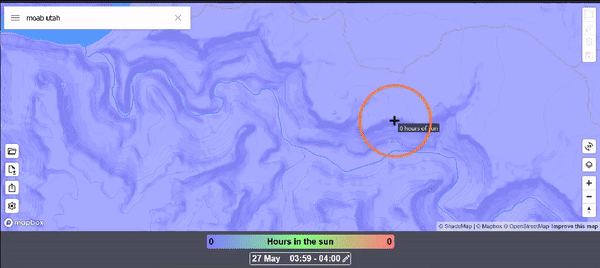 moab utah
0 hours of sun
mapbox
© ShadeMap | © Mapbox © OpenStreetMap Improve this map
0 Hours in the sun 0
27 May 03:59 - 04:00